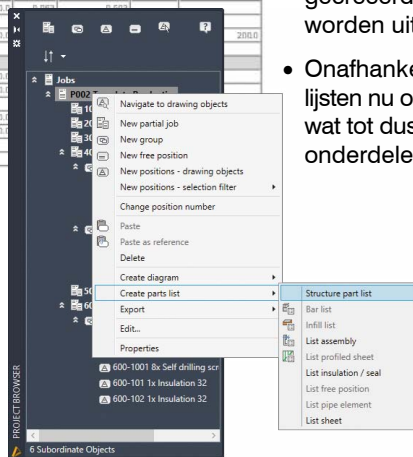 200.0
worden uit
• Onafhanke
lijsten nu o
wat tot dus
onderdele
Jobs
P002
Navigate to drawing objects
New partial job
New group
New free position
New positions - drawing objects
New positions - selection filter
Change position number
Paste
Paste as reference
Delete
Create diagram
Create parts list
Export
Edit...
Properties
Structure part list
Bar list
Infill list
List assembly
List profiled sheet
List insulation / seal
List free position
List pipe element
List sheet
600-1001 8x Self drilling scr
600-101 1x Insulation 32
600-102 1x Insulation 32
PROJECT BROWSER
6 Subordinate Objects